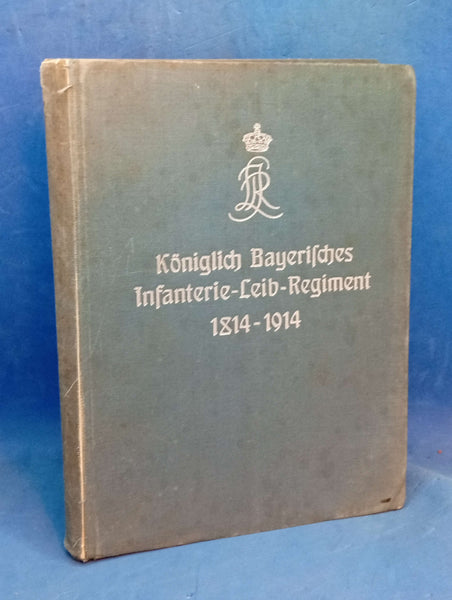 Königlich Bayeriſches
Infanterie-Leib-Regiment
1814-1914